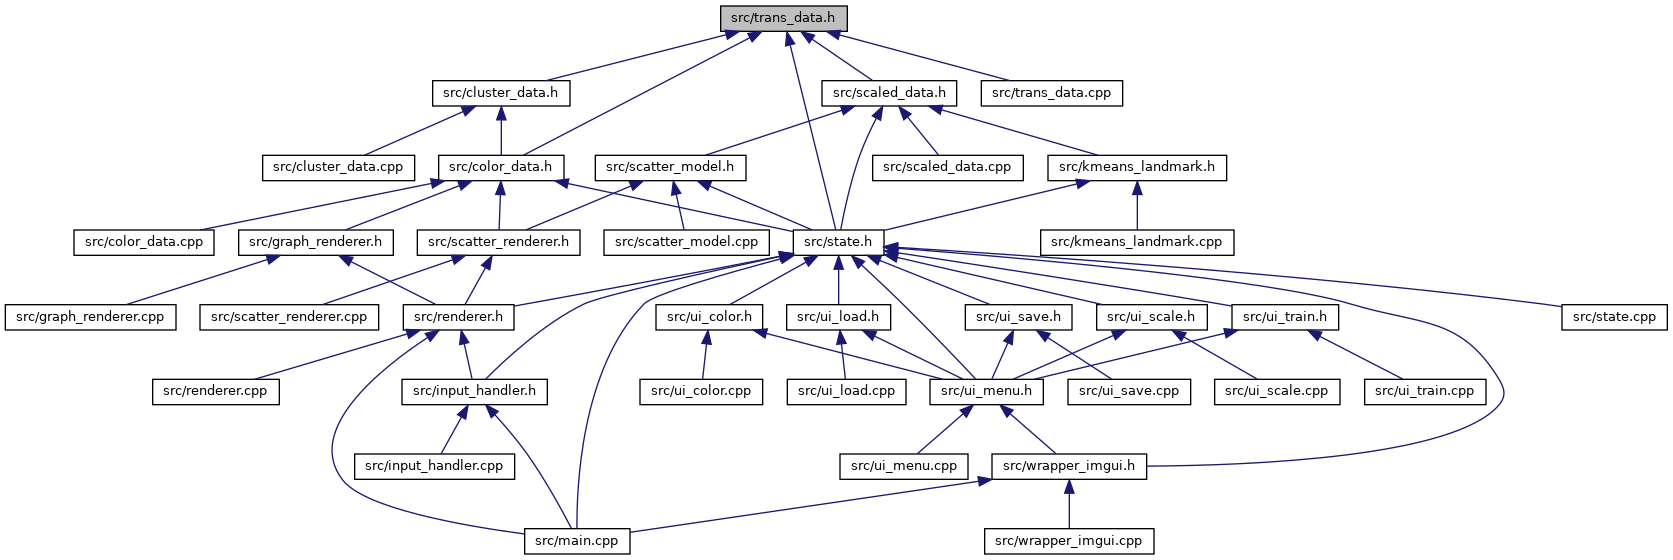 src/trans_data.h
src/cluster_data.h
src/scaled_data.h
src/trans_data.cpp
src/cluster_data.cpp
src/color_data.h
src/scatter_model.h
src/scaled_data.cpp
src/kmeans_landmark.h
src/color_data.cpp
src/graph_renderer.h
src/scatter_renderer.h
src/scatter_model.cpp
src/state.h
src/kmeans_landmark.cpp
src/graph_renderer.cpp
src/scatter_renderer.cpp
src/renderer.h
src/ui_color.h
src/ui_load.h
src/ui_save.h
src/ui_scale.h
src/ui_train.h
src/state.cpp
src/renderer.cpp
src/input_handler.h
src/ui_color.cpp
src/ui_load.cpp
src/ui_menu.h
src/ui_save.cpp
src/ui_scale.cpp
src/ui_train.cpp
src/input_handler.cpp
src/ui_menu.cpp
src/wrapper_imgui.h
src/main.cpp
src/wrapper_imgui.cpp